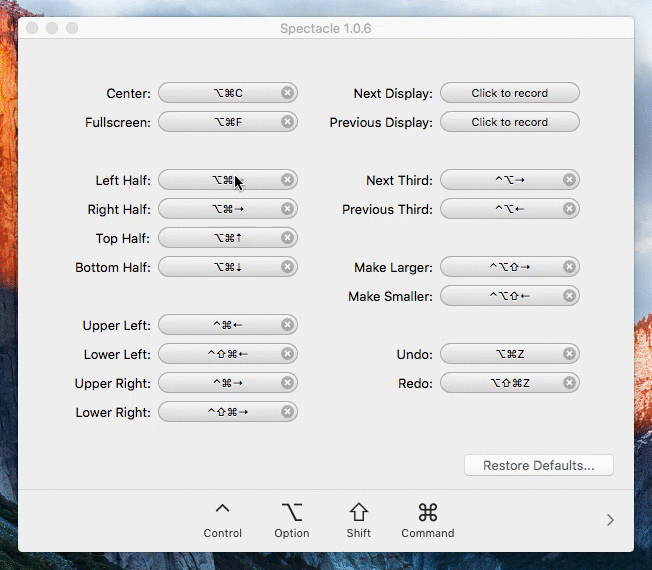 Spectacle 1.0.6
Center: ⌥⌘C
Fullscreen: ⌥⌘F
Left Half: ⌥⌘
Right Half: ⌥⌘→
Top Half: ⌥⌘↑
Bottom Half: ⌥⌘↓
Upper Left: ^⌘←
Lower Left: ^⇧⌘←
Upper Right: ^⌘→
Lower Right: ^⇧⌘→
Next Display: Click to record
Previous Display: Click to record
Next Third: ^⌥→
Previous Third: ^⌥←
Make Larger: ^⌥⇧→
Make Smaller: ^⌥⇧←
Undo: ⌥⌘Z
Redo: ⌥⇧⌘Z
Restore Defaults...
^ ⌥ ⇧ ⌘
Control Option Shift Command